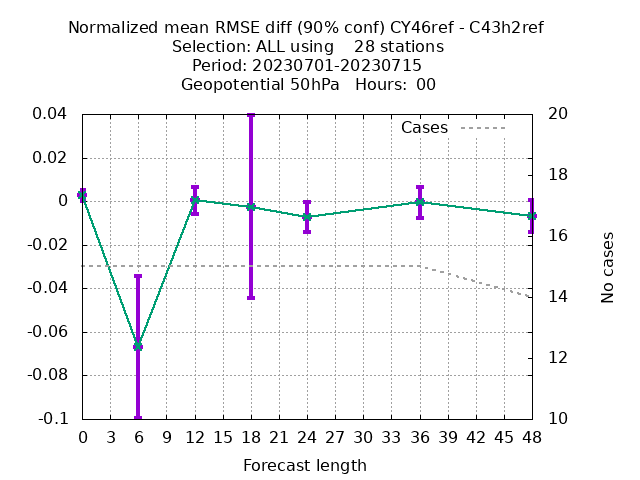 Normalized mean RMSE diff (90% conf) CY46ref - C43h2ref
Selection: ALL using    28 stations
Period: 20230701-20230715
Geopotential 50hPa   Hours:  00
0.04
0.02
0
-0.02
-0.04
-0.06
-0.08
-0.1
20
18
16
14
12
10
Cases
No cases
0 3 6 9 12 15 18 21 24 27 30 33 36 39 42 45 48
Forecast length